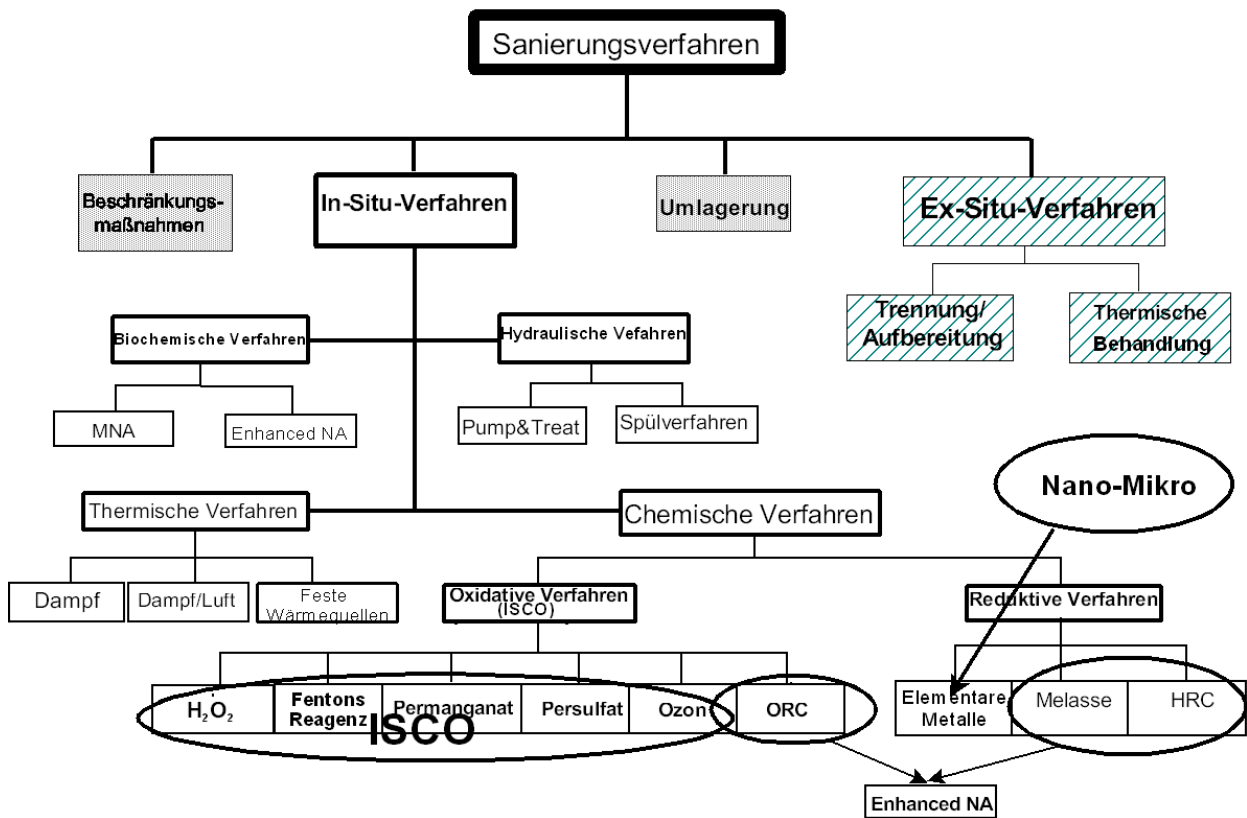 Sanierungsverfahren
Beschränkungs-
maßnahmen
In-Situ-Verfahren
Umlagerung
Ex-Situ-Verfahren
Trennung/
Aufbereitung
Thermische
Behandlung
Biochemische Verfahren
Hydraulische Vefahren
MNA
Enhanced NA
Pump&Treat
Spülverfahren
Nano-Mikro
Thermische Verfahren
Chemische Verfahren
Dampf
Dampf/Luft
Feste
Wärmequellen
Oxidative Verfahren
(ISCO)
Reduktive Verfahren
H₂O₂
Fentons
Reagenz
Permanganat
Persulfat
Ozon
ORC
ISCO
Elementare
Metalle
Melasse
HRC
Enhanced NA